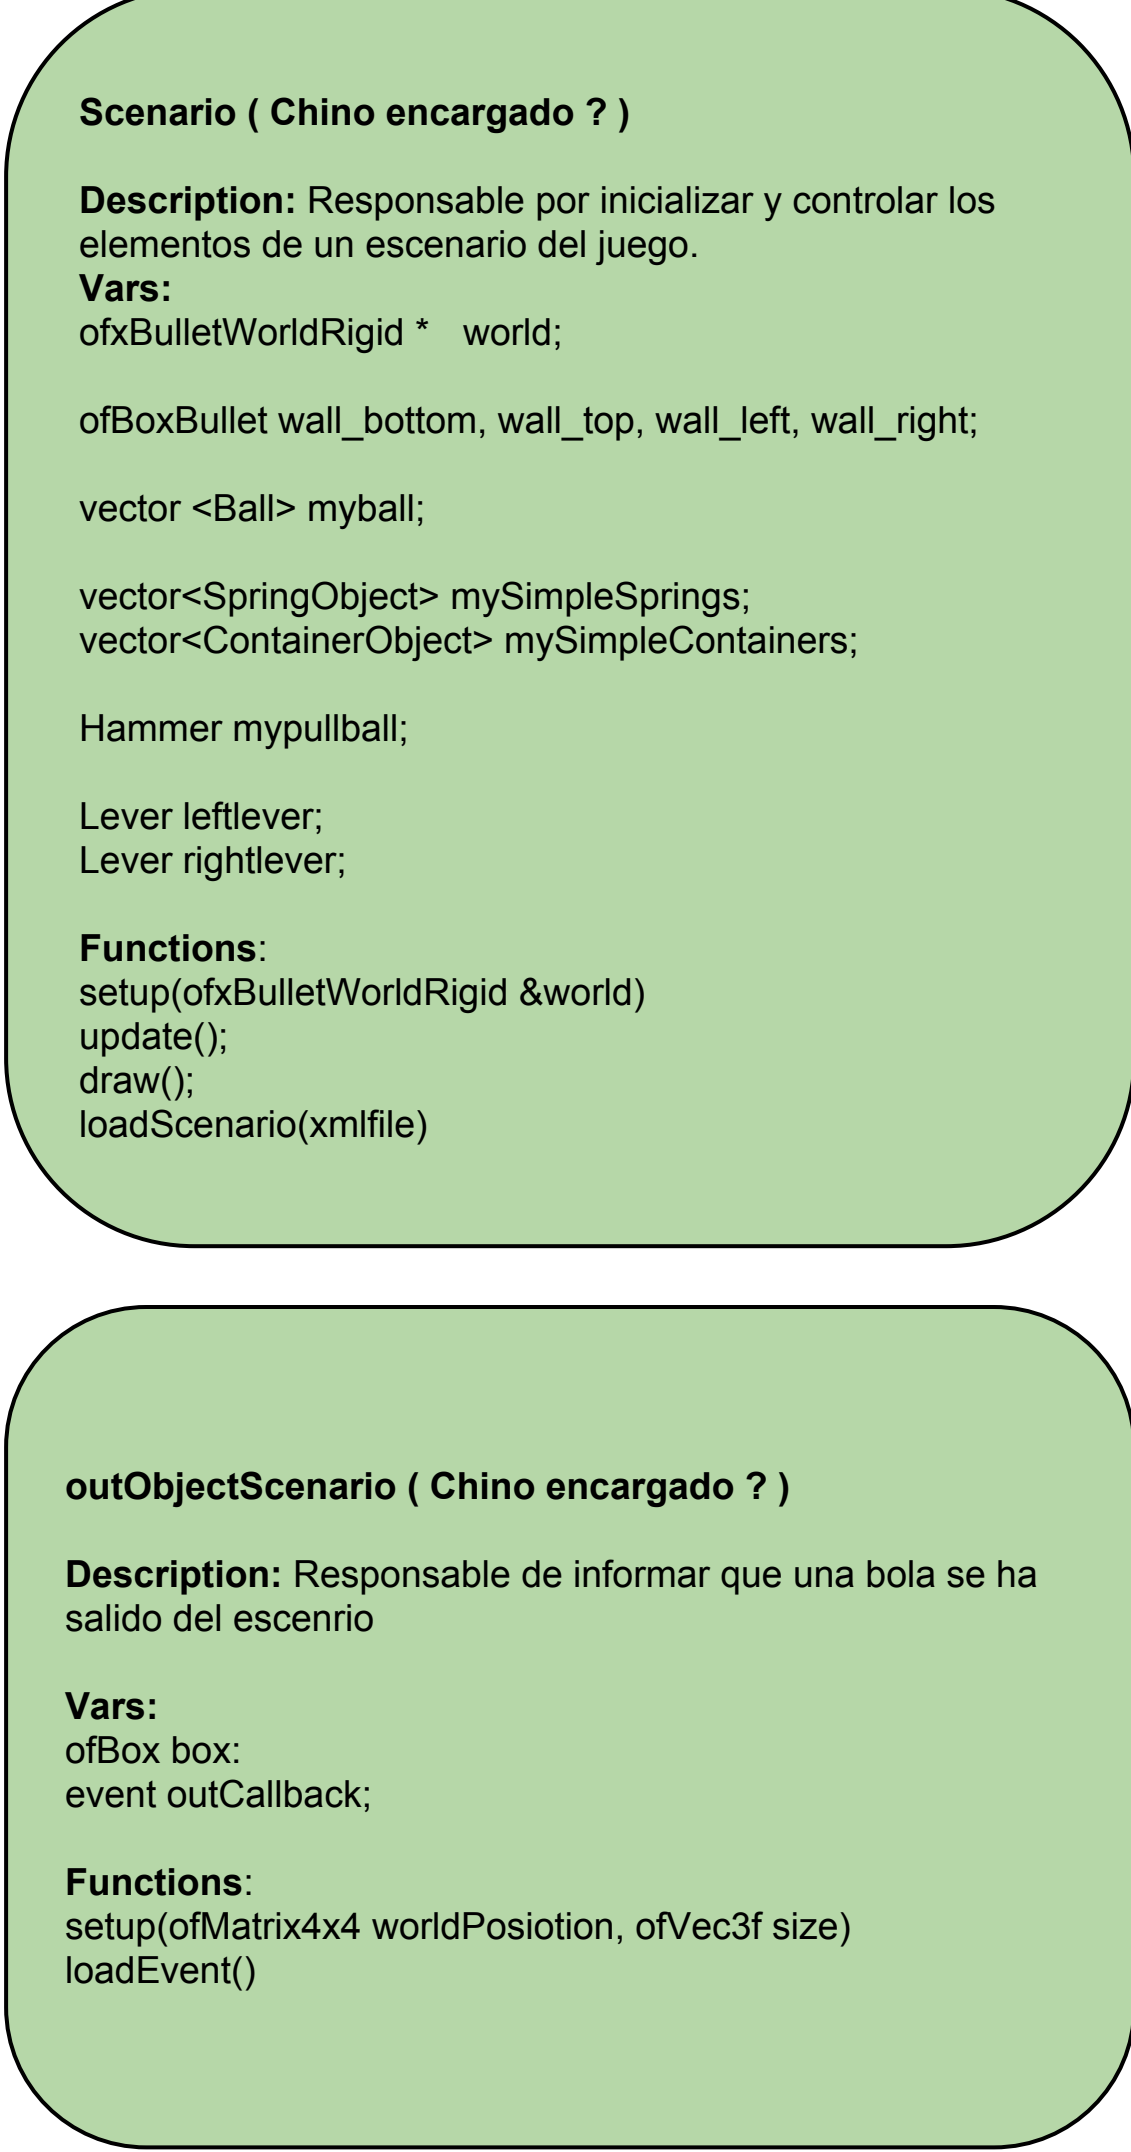 Scenario ( Chino encargado ? )
Description: Responsable por inicializar y controlar los
elementos de un escenario del juego.
Vars:
ofxBulletWorldRigid * world;
ofBoxBullet wall_bottom, wall_top, wall_left, wall_right;
vector <Ball> myball;
vector<SpringObject> mySimpleSprings;
vector<ContainerObject> mySimpleContainers;
Hammer mypullball;
Lever leftlever;
Lever rightlever;
Functions:
setup(ofxBulletWorldRigid &world)
update();
draw();
loadScenario(xmlfile)
outObjectScenario ( Chino encargado ? )
Description: Responsable de informar que una bola se ha
salido del escenrio
Vars:
ofBox box:
event outCallback;
Functions:
setup(ofMatrix4x4 worldPosiotion, ofVec3f size)
loadEvent()